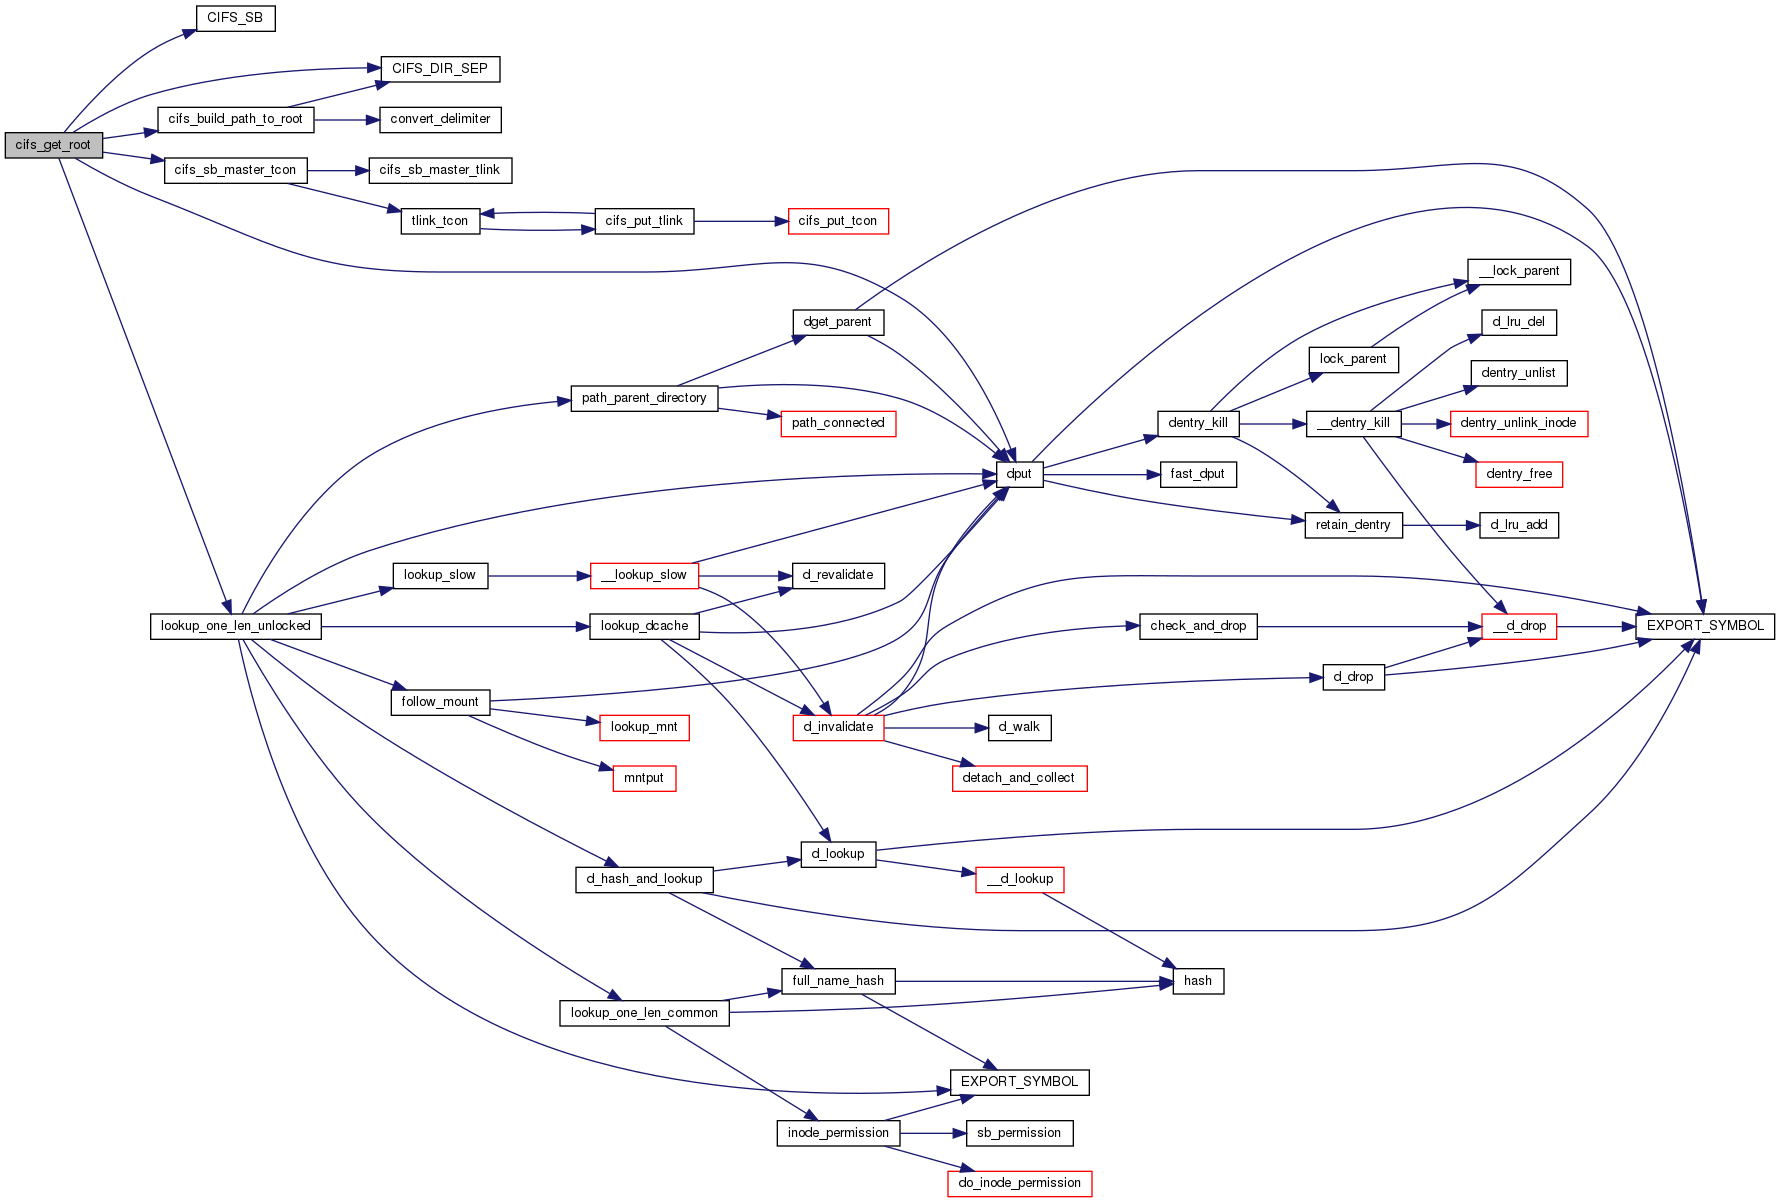 CIFS_SB
CIFS_DIR_SEP
cifs_build_path_to_root
convert_delimiter
cifs_get_root
cifs_sb_master_tcon
cifs_sb_master_tlink
tlink_tcon
cifs_put_tlink
cifs_put_tcon
__lock_parent
dget_parent
d_lru_del
lock_parent
dentry_unlist
path_parent_directory
path_connected
dentry_kill
__dentry_kill
dentry_unlink_inode
dput
fast_dput
dentry_free
retain_dentry
d_lru_add
lookup_slow
__lookup_slow
d_revalidate
lookup_one_len_unlocked
lookup_dcache
check_and_drop
__d_drop
EXPORT_SYMBOL
d_drop
follow_mount
lookup_mnt
d_invalidate
d_walk
mntput
detach_and_collect
d_lookup
d_hash_and_lookup
__d_lookup
full_name_hash
hash
lookup_one_len_common
EXPORT_SYMBOL
inode_permission
sb_permission
do_inode_permission